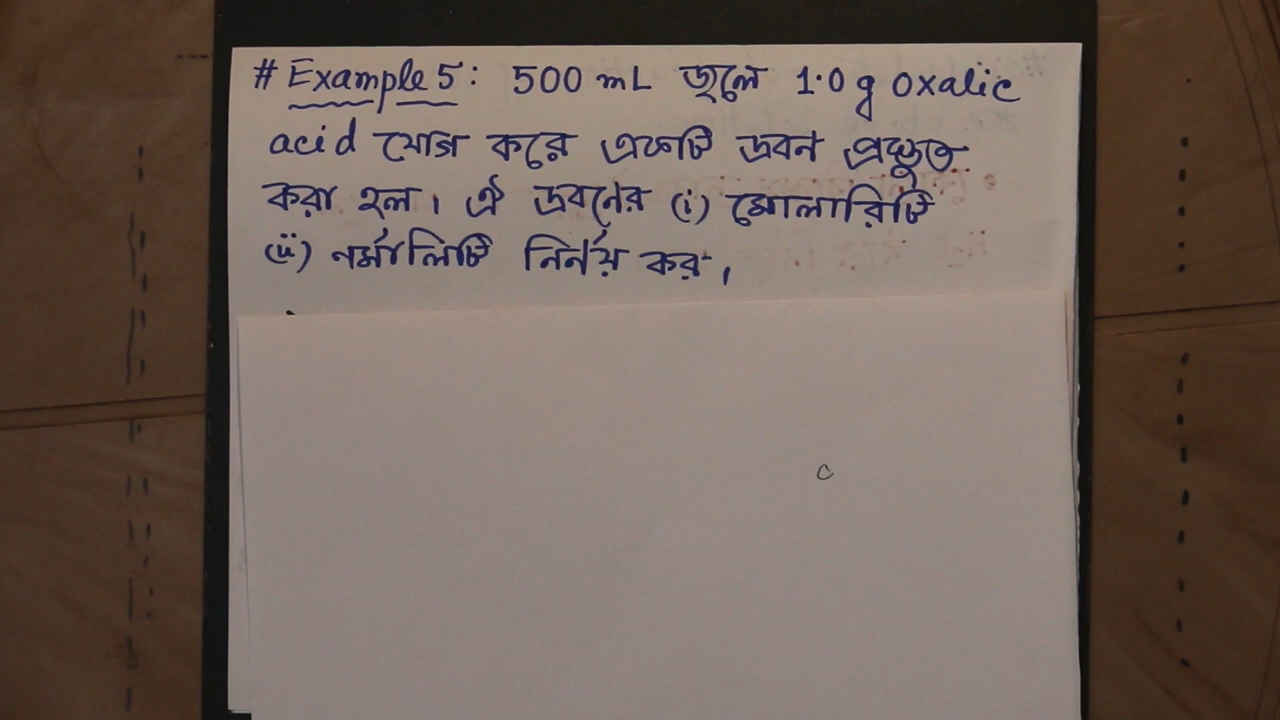 # Example 5: 500 mL জলে 1.0 g oxalic
acid যোগ করে একটি দ্রবন প্রস্তুত
করা হল। ঐ দ্রবনের (i) মোলারিটি
(ii) নর্মালিটি নির্নয় কর।
c